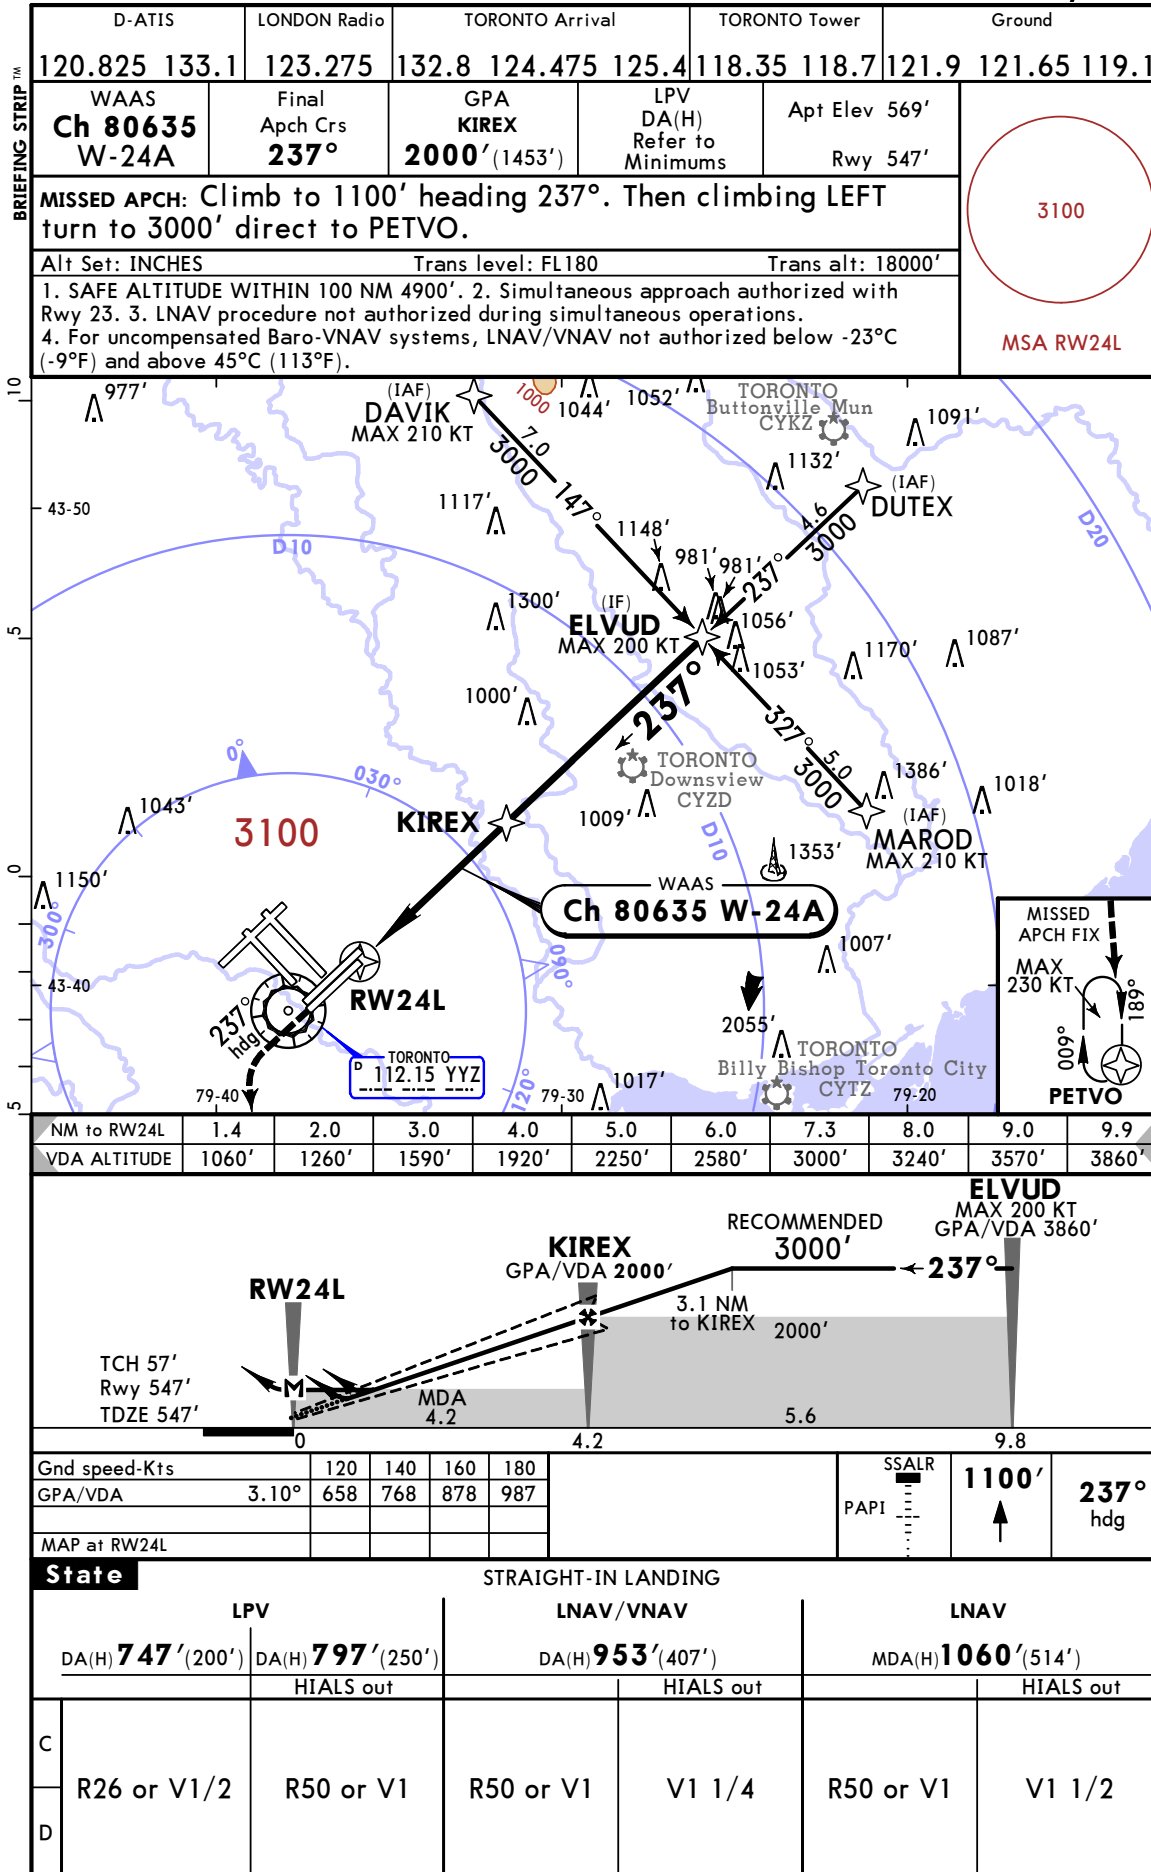 BRIEFING STRIP™
D-ATIS
120.825 133.1
LONDON Radio
123.275
TORONTO Arrival
132.8 124.475 125.4
TORONTO Tower
118.35 118.7
Ground
121.9 121.65 119.1
WAAS
Ch 80635
W-24A
Final
Apch Crs
237°
GPA
KIREX
2000'(1453')
LPV
DA(H)
Refer to
Minimums
Apt Elev 569'
Rwy 547'
3100
MSA RW24L
MISSED APCH: Climb to 1100' heading 237°. Then climbing LEFT
turn to 3000' direct to PETVO.
Alt Set: INCHES Trans level: FL180 Trans alt: 18000'
1. SAFE ALTITUDE WITHIN 100 NM 4900'. 2. Simultaneous approach authorized with
Rwy 23. 3. LNAV procedure not authorized during simultaneous operations.
4. For uncompensated Baro-VNAV systems, LNAV/VNAV not authorized below -23°C
(-9°F) and above 45°C (113°F).
10
977'
(IAF)
DAVIK
MAX 210 KT
1000
1044'
1052'
TORONTO
Buttonville Mun
CYKZ
1091'
7.0
3000
147°
1132'
(IAF)
DUTEX
4.6
3000
237°
43-50
1117'
D10
D20
1148'
981'
981'
1300'
(IF)
ELVUD
MAX 200 KT
1056'
1053'
1170'
1087'
5
1000'
237°
327°
5.0
3000
TORONTO
Downsview
CYZD
1386'
1018'
0°
030°
1043'
3100
KIREX
1009'
D10
(IAF)
MAROD
MAX 210 KT
1353'
0
1150'
300°
WAAS
Ch 80635 W-24A
060°
1007'
MISSED
APCH FIX
MAX
230 KT
189°
009°
PETVO
43-40
RW24L
237°
hdg
2055'
TORONTO
D 112.15 YYZ
TORONTO
Billy Bishop Toronto City
CYTZ
120°
1017'
5
79-40
79-30
79-20
NM to RW24L 1.4 2.0 3.0 4.0 5.0 6.0 7.3 8.0 9.0 9.9
VDA ALTITUDE 1060' 1260' 1590' 1920' 2250' 2580' 3000' 3240' 3570' 3860'
ELVUD
MAX 200 KT
GPA/VDA 3860'
RECOMMENDED
3000'
237°
KIREX
GPA/VDA 2000'
RW24L
3.1 NM
to KIREX
2000'
TCH 57'
Rwy 547'
TDZE 547'
M
MDA
4.2
5.6
0
4.2
9.8
Gnd speed-Kts 120 140 160 180
GPA/VDA 3.10° 658 768 878 987
MAP at RW24L
SSALR
PAPI
1100'
237°
hdg
State
STRAIGHT-IN LANDING
LPV LNAV/VNAV LNAV
DA(H) 747'(200') DA(H) 797'(250') DA(H) 953'(407') MDA(H) 1060'(514')
HIALS out HIALS out HIALS out
C
R26 or V1/2 R50 or V1 R50 or V1 V1 1/4 R50 or V1 V1 1/2
D